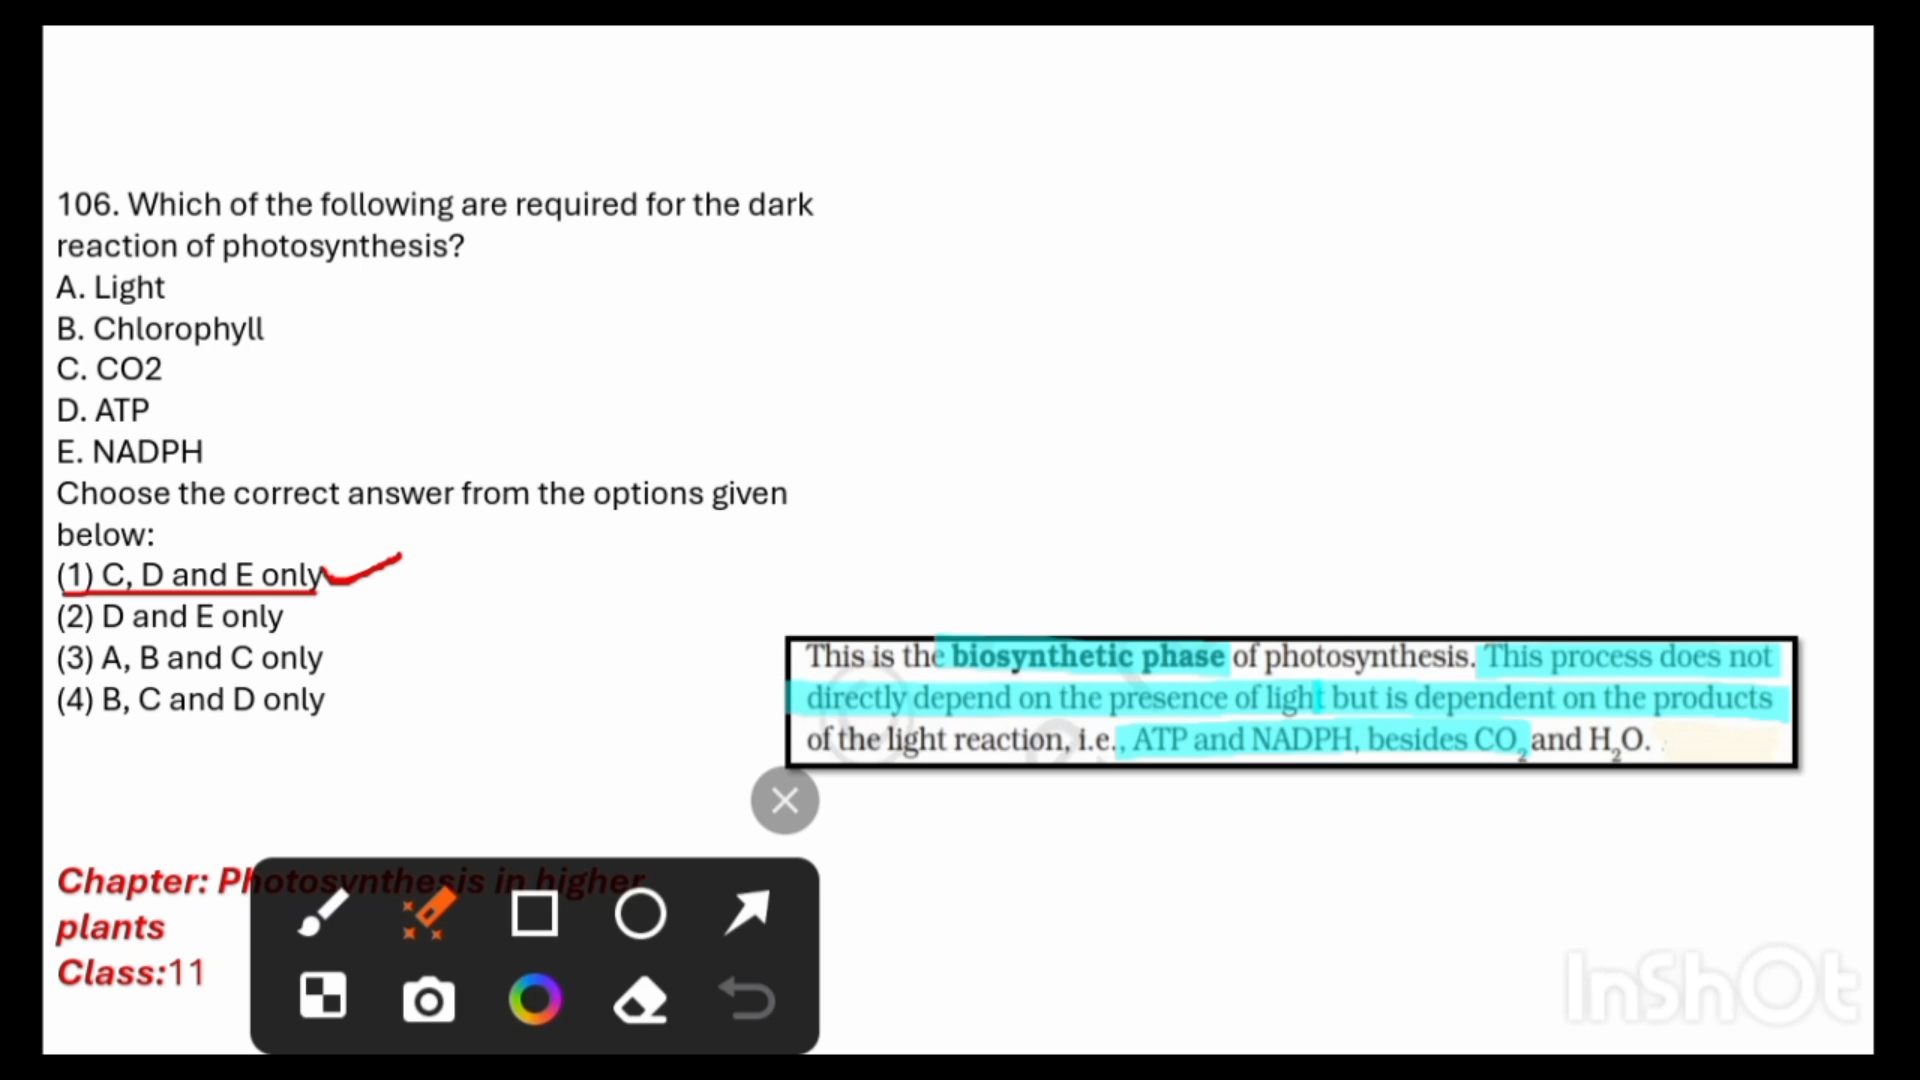 106. Which of the following are required for the dark
reaction of photosynthesis?
A. Light
B. Chlorophyll
C. CO2
D. ATP
E. NADPH
Choose the correct answer from the options given
below:
(1) C, D and E only
(2) D and E only
(3) A, B and C only
(4) B, C and D only
This is the biosynthetic phase of photosynthesis. This process does not
directly depend on the presence of light but is dependent on the products
of the light reaction, i.e., ATP and NADPH, besides CO₂ and H₂O.
Chapter: Photosynthesis in higher
plants
Class:11
InShOt